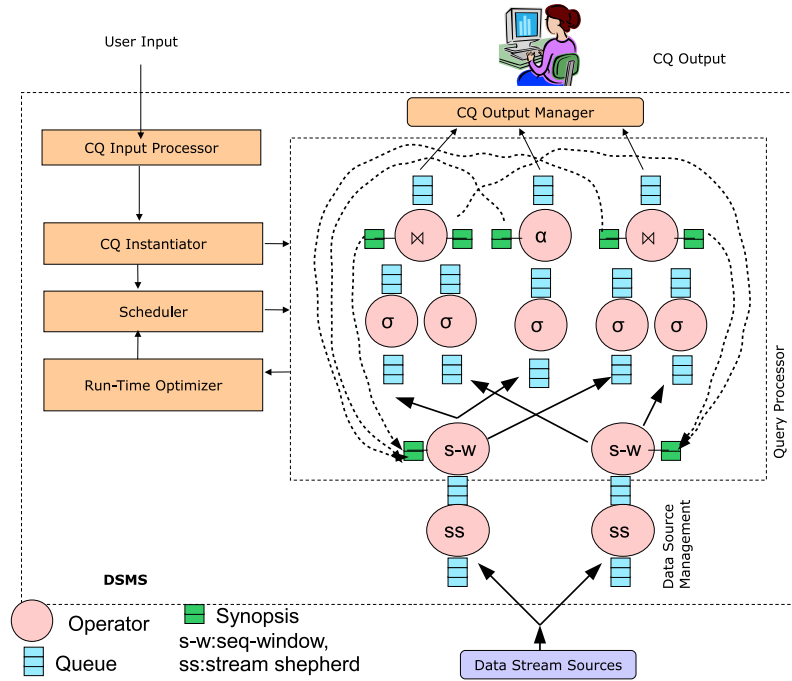 User Input
CQ Output
CQ Output Manager
CQ Input Processor
CQ Instantiator
Scheduler
Run-Time Optimizer
⋈
α
⋈
σ
σ
σ
σ
σ
s-w
s-w
ss
ss
Query Processor
Data Source
Management
DSMS
Operator
Queue
Synopsis
s-w:seq-window,
ss:stream shepherd
Data Stream Sources